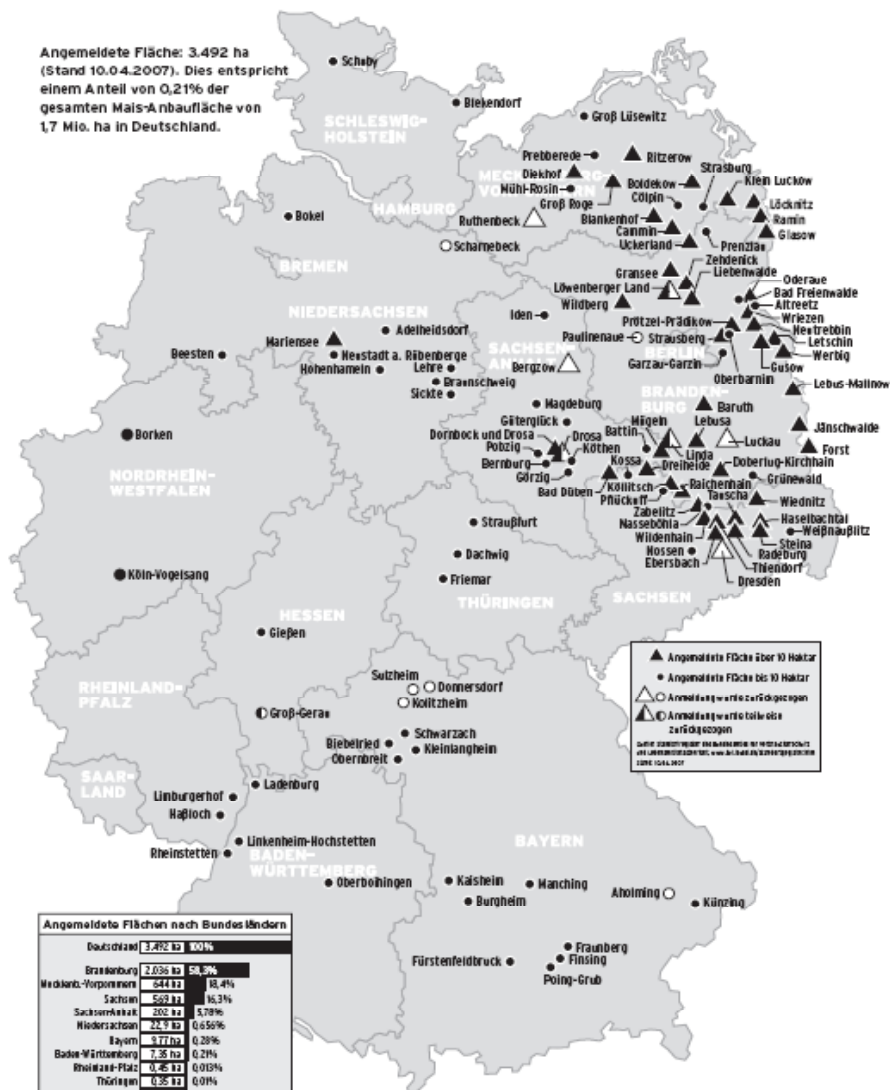 Angemeldete Fläche: 3.492 ha
(Stand 10.04.2007). Dies entspricht
einem Anteil von 0,21% der
gesamten Mais-Anbaufläche von
1,7 Mio. ha in Deutschland.
Schuby
Biekendorf
SCHLESWIG-
HOLSTEIN
Groß Lüsewitz
Prebberede
Ritzerow
Diekhof
Strasburg
Mühl-Rosin
Boldekow
Klein Luckow
Groß Roge
Cölpin
Löcknitz
HAMBURG
Ruthenbeck
Blankenhof
Ramin
Cammin
Glasow
Bokel
Uckerland
Prenzlau
Scharnebeck
Zehdenick
BREMEN
Gransee
Liebenwalde
Löwenberger Land
Oderaue
Wildberg
Bad Freienwalde
Altreetz
NIEDERSACHSEN
Iden
Wriezen
Prötzel-Prädikow
Neutrebbin
Adelheidsdorf
Paulinenaue
Strausberg
Letschin
Mariensee
BERLIN
Werbig
Beesten
Neustadt a. Rübenberge
SACHSEN-
ANHALT
Garzau-Garzin
Gusow
Hohenhameln
Lehre
Bergzow
Oberbarnim
Braunschweig
BRANDEN-
BURG
Lebus-Mallnow
Sickte
Magdeburg
Baruth
Güterglück
Mügeln
Lebusa
Jänschwalde
Borken
Dornbock und Drosa
Drosa
Battin
Luckau
Pobzig
Köthen
Linda
Forst
NORDRHEIN-
WESTFALEN
Bernburg
Kossa
Dreiheide
Doberlug-Kirchhain
Görzig
Köllitsch
Raichenhain
Grünewald
Bad Düben
Pflückuff
Tauscha
Wiednitz
Zabeltitz
Straußfurt
Nasseböhla
Haselbachtal
Wildenhain
Weißnaußlitz
Dachwig
Nossen
Steina
Ebersbach
Radeburg
Köln-Vogelsang
Friemar
Thiendorf
THÜRINGEN
SACHSEN
Dresden
HESSEN
Gießen
Sulzheim
Donnersdorf
Kolitzheim
RHEINLAND-
PFALZ
Groß-Gerau
Schwarzach
Biebelried
Kleinlangheim
Obernbreit
SAAR-
LAND
Ladenburg
Limburgerhof
Haßloch
Linkenheim-Hochstetten
Rheinstetten
BADEN-
WÜRTTEMBERG
BAYERN
Oberboihingen
Kaisheim
Manching
Aholming
Burgheim
Künzing
Fürstenfeldbruck
Fraunberg
Finsing
Poing-Grub
Angemeldete Fläche über 10 Hektar
Angemeldete Fläche bis 10 Hektar
Anmeldung wurde zurückgezogen
Anmeldung wurde teilweise
zurückgezogen
Angemeldete Flächen nach Bundesländern
Deutschland 3.492 ha 100%
Brandenburg 2.036 ha 58,3%
Mecklenb.-Vorpommern 644 ha 18,4%
Sachsen 569 ha 16,3%
Sachsen-Anhalt 202 ha 5,78%
Niedersachsen 22,9 ha 0,656%
Bayern 9,77 ha 0,28%
Baden-Württemberg 7,35 ha 0,21%
Rheinland-Pfalz 0,45 ha 0,013%
Thüringen 0,35 ha 0,01%